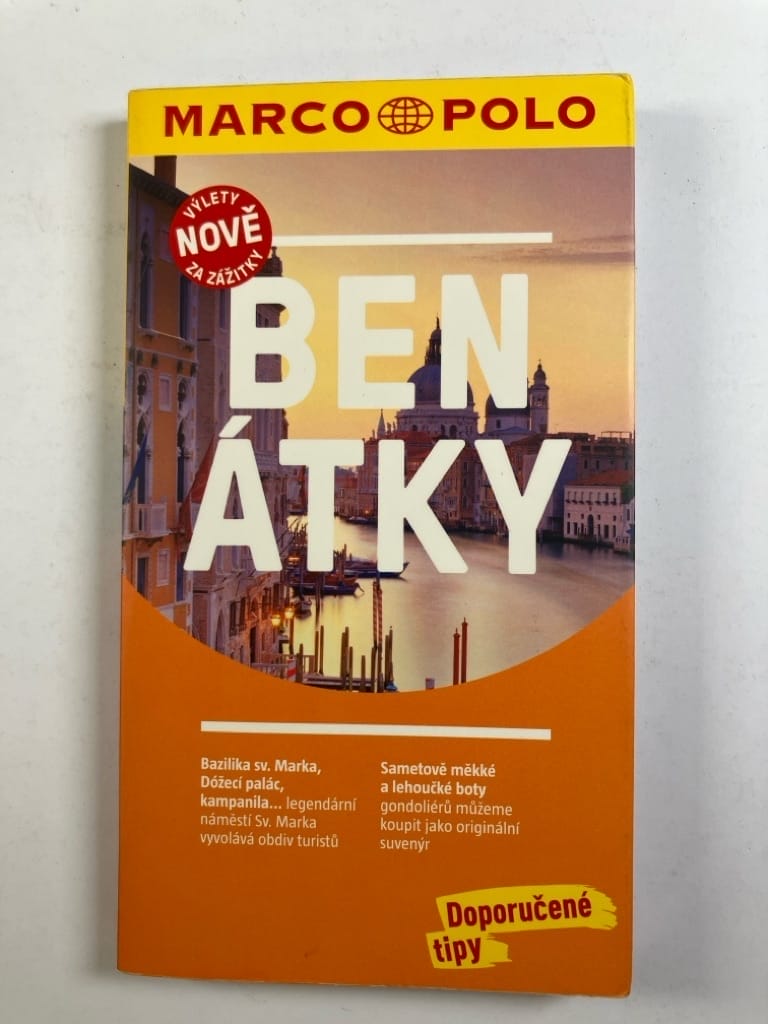 MARCO POLO
VÝLETY
NOVĚ
ZA ZÁŽITKY
BEN
ÁTKY
Bazilika sv. Marka,
Dóžecí palác,
kampanila... legendární
náměstí Sv. Marka
vyvolává obdiv turistů
Sametově měkké
a lehoučké boty
gondoliérů můžeme
koupit jako originální
suvenýr
Doporučené
tipy